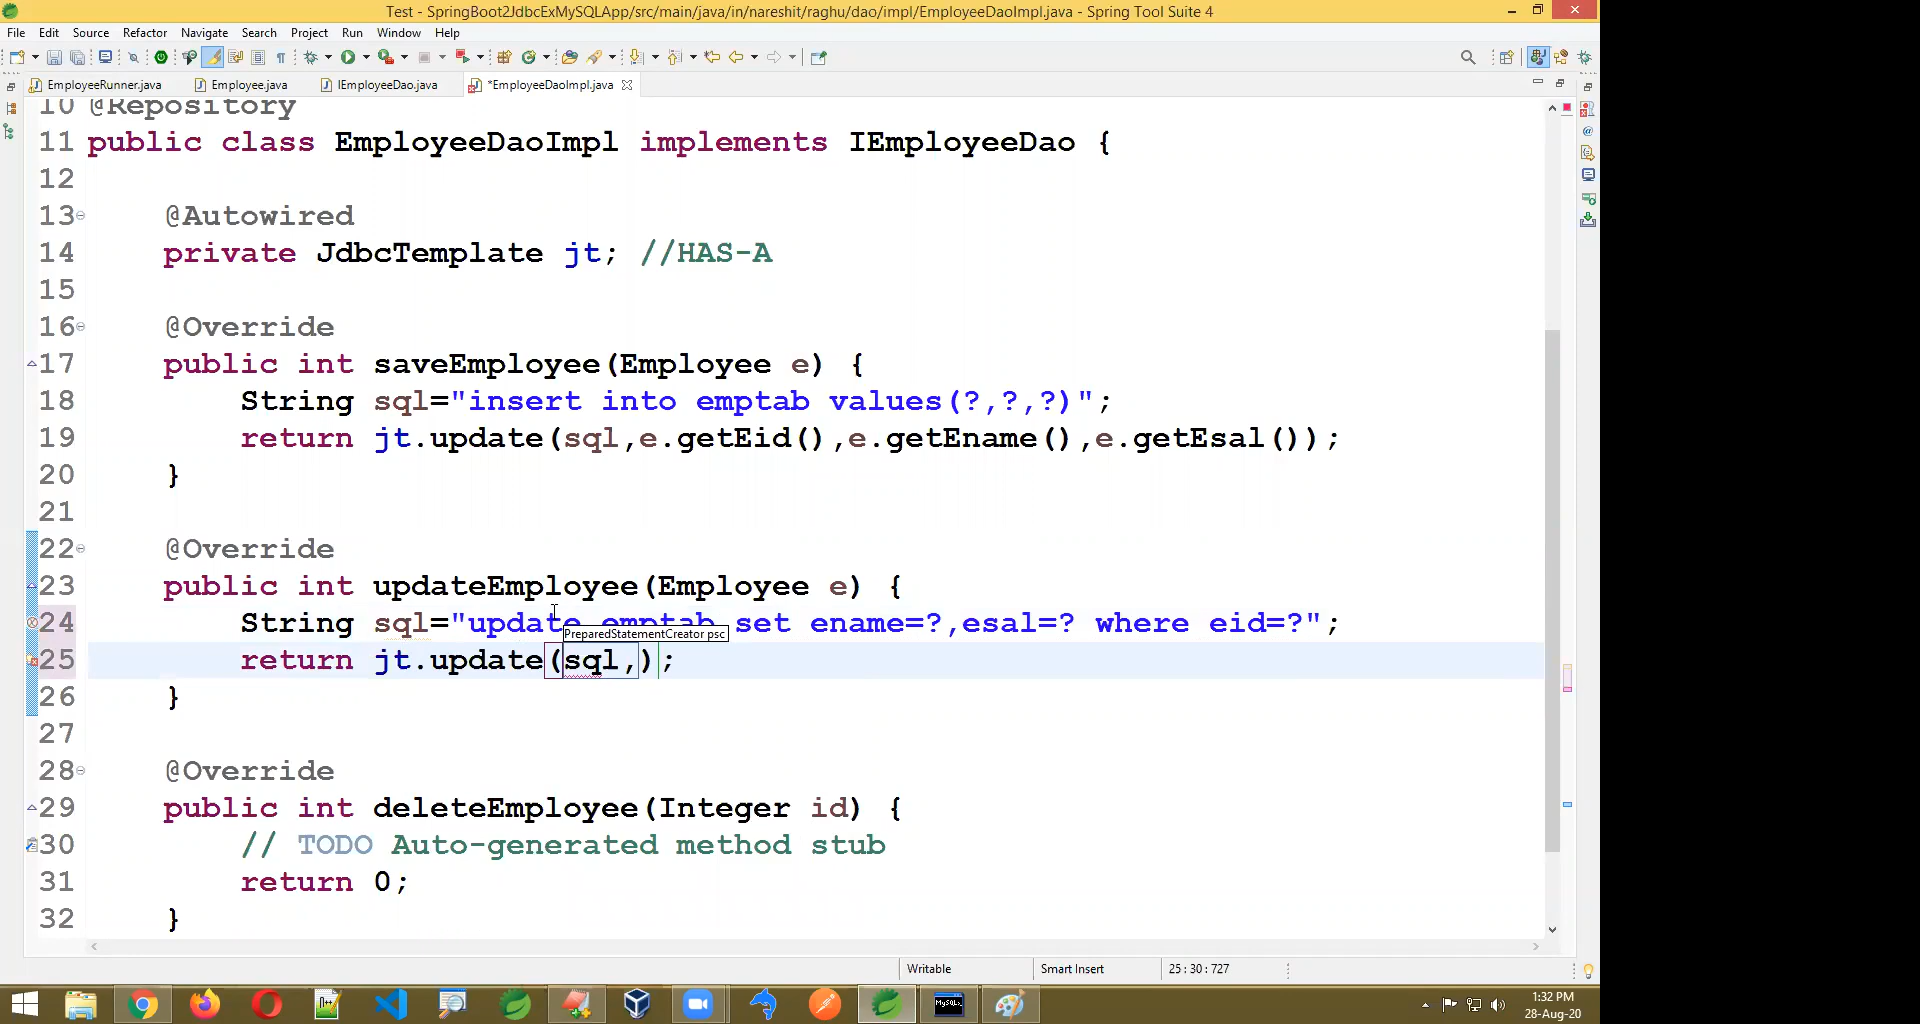 Test - SpringBoot2JdbcExMySQLApp/src/main/java/in/nareshit/raghu/dao/impl/EmployeeDaoImpl.java - Spring Tool Suite 4
File Edit Source Refactor Navigate Search Project Run Window Help
EmployeeRunner.java Employee.java IEmployeeDao.java *EmployeeDaoImpl.java
10 @Repository
11 public class EmployeeDaoImpl implements IEmployeeDao {
12
13 @Autowired
14 private JdbcTemplate jt; //HAS-A
15
16 @Override
17 public int saveEmployee(Employee e) {
18 String sql="insert into emptab values(?,?,?)";
19 return jt.update(sql,e.getEid(),e.getEname(),e.getEsal());
20 }
21
22 @Override
23 public int updateEmployee(Employee e) {
24 String sql="update emptab set ename=?,esal=? where eid=?";
PreparedStatementCreator psc
25 return jt.update(sql,);
26 }
27
28 @Override
29 public int deleteEmployee(Integer id) {
30 // TODO Auto-generated method stub
31 return 0;
32 }
Writable Smart Insert 25 : 30 : 727
1:32 PM
28-Aug-20